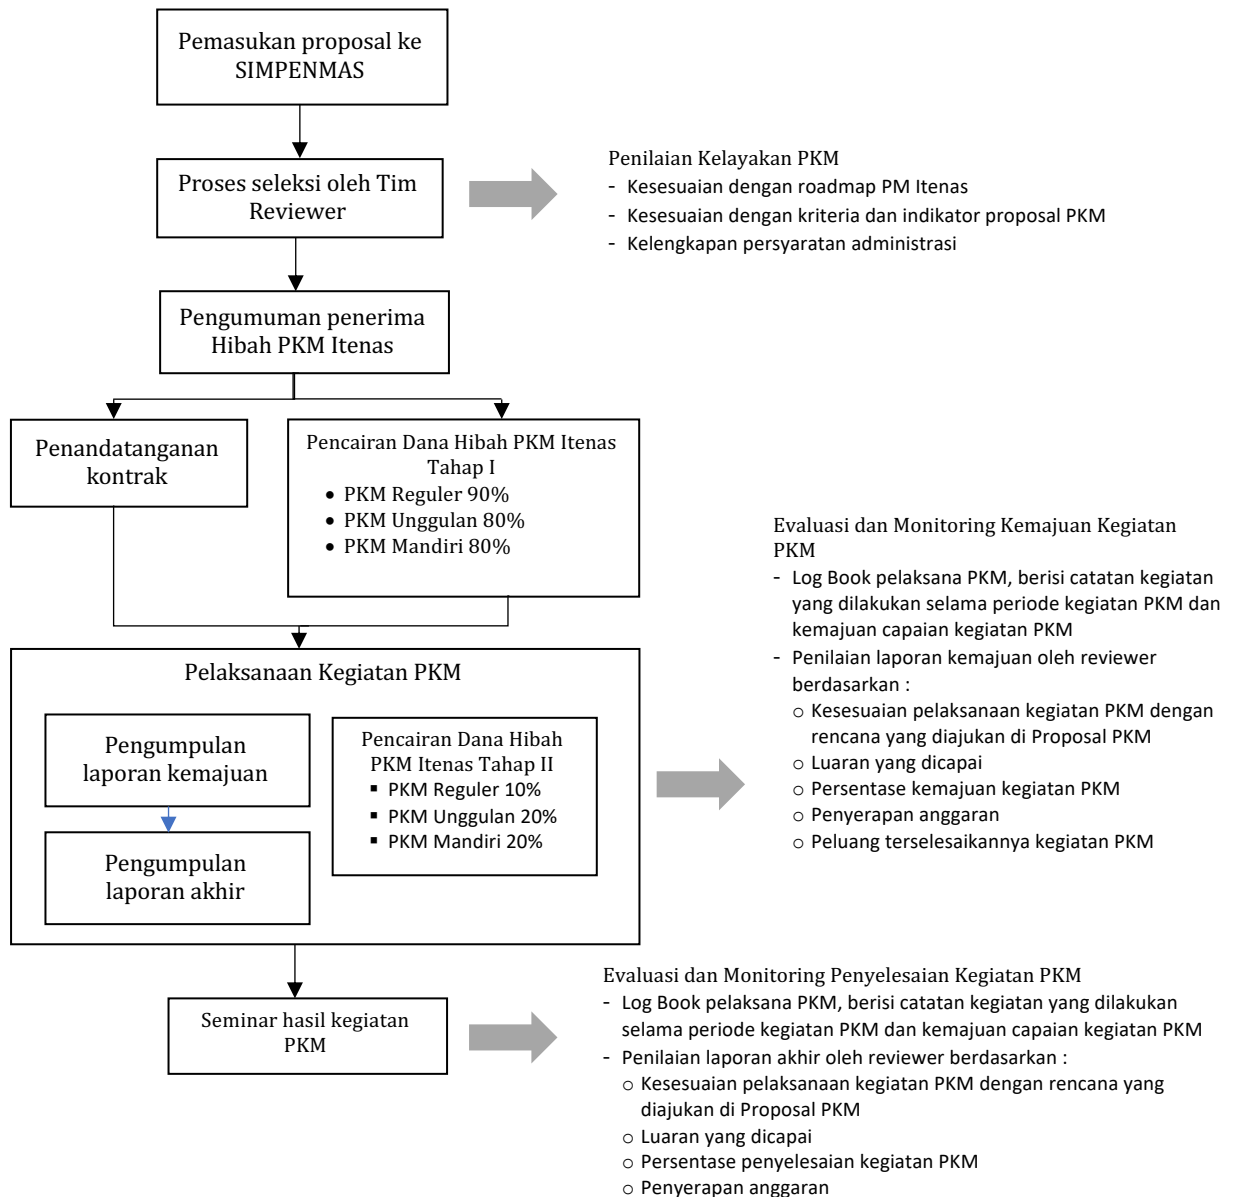 Pemasukan proposal ke
SIMPENMAS
Proses seleksi oleh Tim
Reviewer
Penilaian Kelayakan PKM
- Kesesuaian dengan roadmap PM Itenas
- Kesesuaian dengan kriteria dan indikator proposal PKM
- Kelengkapan persyaratan administrasi
Pengumuman penerima
Hibah PKM Itenas
Penandatanganan
kontrak
Pencairan Dana Hibah PKM Itenas
Tahap I
• PKM Reguler 90%
• PKM Unggulan 80%
• PKM Mandiri 80%
Evaluasi dan Monitoring Kemajuan Kegiatan
PKM
- Log Book pelaksana PKM, berisi catatan kegiatan
yang dilakukan selama periode kegiatan PKM dan
kemajuan capaian kegiatan PKM
- Penilaian laporan kemajuan oleh reviewer
berdasarkan :
o Kesesuaian pelaksanaan kegiatan PKM dengan
rencana yang diajukan di Proposal PKM
o Luaran yang dicapai
o Persentase kemajuan kegiatan PKM
o Penyerapan anggaran
o Peluang terselesaikannya kegiatan PKM
Pelaksanaan Kegiatan PKM
Pengumpulan
laporan kemajuan
Pengumpulan
laporan akhir
Pencairan Dana Hibah
PKM Itenas Tahap II
▪ PKM Reguler 10%
▪ PKM Unggulan 20%
▪ PKM Mandiri 20%
Seminar hasil kegiatan
PKM
Evaluasi dan Monitoring Penyelesaian Kegiatan PKM
- Log Book pelaksana PKM, berisi catatan kegiatan yang dilakukan
selama periode kegiatan PKM dan kemajuan capaian kegiatan PKM
- Penilaian laporan akhir oleh reviewer berdasarkan :
o Kesesuaian pelaksanaan kegiatan PKM dengan rencana yang
diajukan di Proposal PKM
o Luaran yang dicapai
o Persentase penyelesaian kegiatan PKM
o Penyerapan anggaran